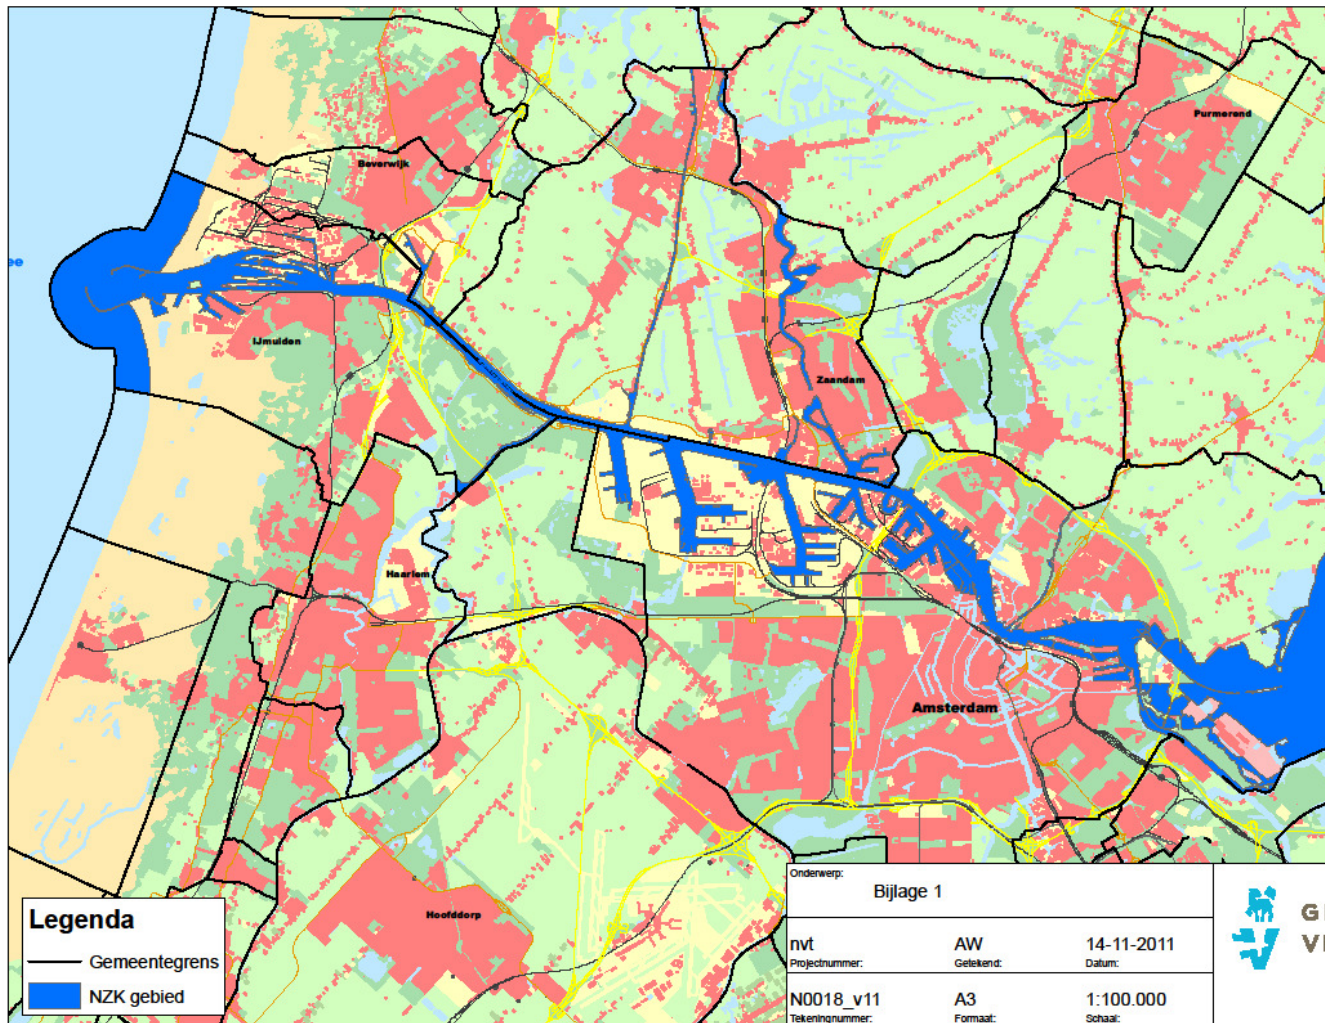 Purmerend
Beverwijk
ee
IJmuiden
Zaandam
Haarlem
Amsterdam
Hoofddorp
Legenda
Gemeentegrens
NZK gebied
Onderwerp:
Bijlage 1
nvt AW 14-11-2011
Projectnummer: Getekend: Datum:
N0018_v11 A3 1:100.000
Tekeningnummer: Formaat: Schaal: